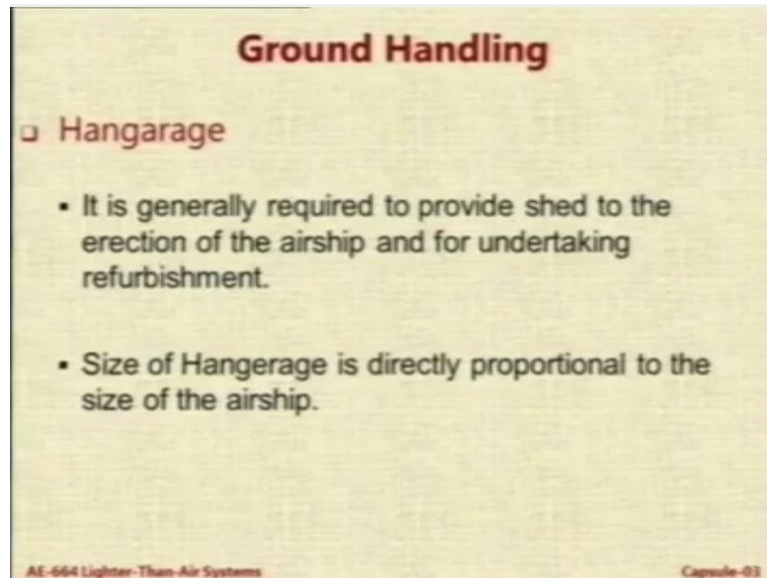 Ground Handling
Hangarage
It is generally required to provide shed to the
erection of the airship and for undertaking
refurbishment.
Size of Hangerage is directly proportional to the
size of the airship.
AE-664 Lighter-Than-Air Systems
Capsule-03